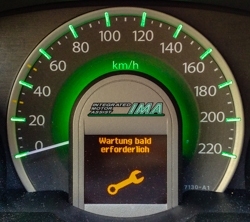 120
100
140
80
160
60
km/h
180
40
200
20
220
0
INTEGRATED
MOTOR
ASSIST
IMA
Wartung bald
erforderlich
7130-A1